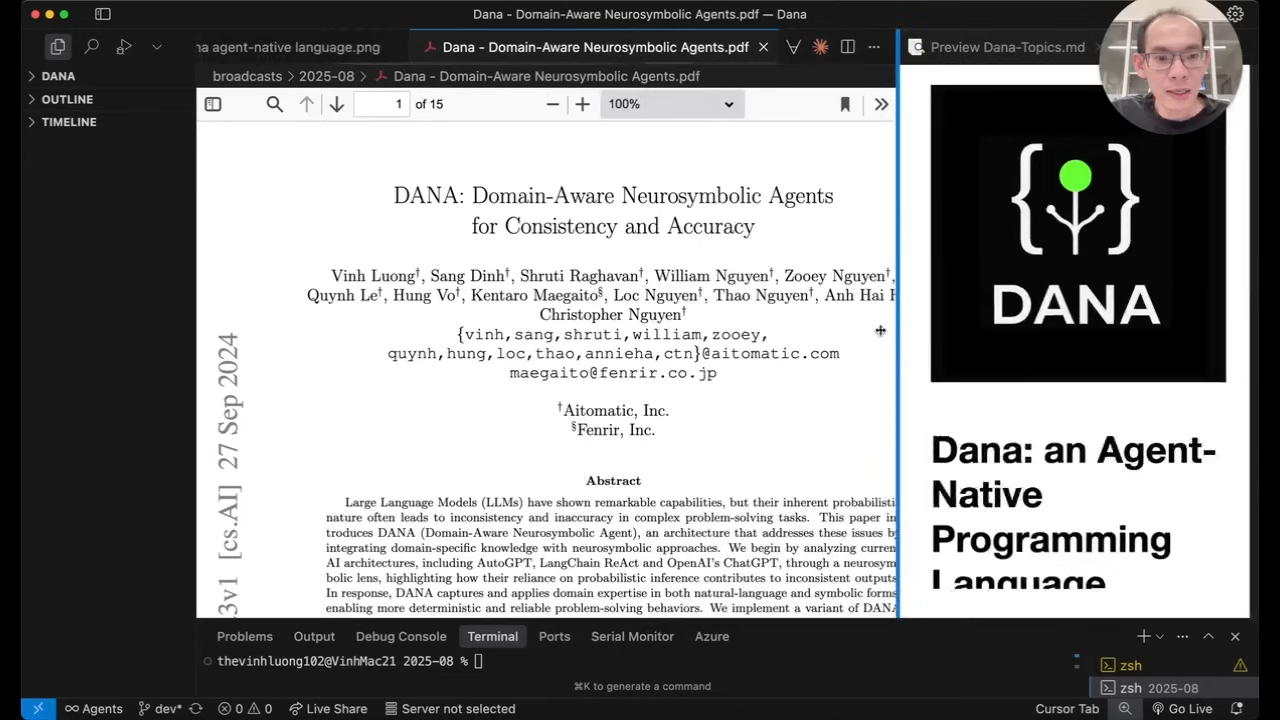 Dana - Domain-Aware Neurosymbolic Agents.pdf — Dana
na agent-native language.png
Dana - Domain-Aware Neurosymbolic Agents.pdf
Preview Dana-Topics.md
DANA
OUTLINE
TIMELINE
broadcasts > 2025-08 > Dana - Domain-Aware Neurosymbolic Agents.pdf
1 of 15
100%
DANA: Domain-Aware Neurosymbolic Agents
for Consistency and Accuracy
Vinh Luong†, Sang Dinh†, Shruti Raghavan†, William Nguyen†, Zooey Nguyen†,
Quynh Le†, Hung Vo†, Kentaro Maegaito§, Loc Nguyen†, Thao Nguyen†, Anh Hai
Christopher Nguyen†
{vinh,sang,shruti,william,zooey,
quynh,hung,loc,thao,annieha,ctn}@aitomatic.com
maegaito@fenrir.co.jp
†Aitomatic, Inc.
§Fenrir, Inc.
Abstract
Large Language Models (LLMs) have shown remarkable capabilities, but their inherent probabilisti
nature often leads to inconsistency and inaccuracy in complex problem-solving tasks. This paper in
troduces DANA (Domain-Aware Neurosymbolic Agent), an architecture that addresses these issues by
integrating domain-specific knowledge with neurosymbolic approaches. We begin by analyzing curren
AI architectures, including AutoGPT, LangChain ReAct and OpenAI's ChatGPT, through a neurosym
bolic lens, highlighting how their reliance on probabilistic inference contributes to inconsistent outputs
In response, DANA captures and applies domain expertise in both natural-language and symbolic forms
enabling more deterministic and reliable problem-solving behaviors. We implement a variant of DANA
3v1 [cs.AI] 27 Sep 2024
DANA
Dana: an Agent-
Native
Programming
Language
Problems Output Debug Console Terminal Ports Serial Monitor Azure
thevinhluong102@VinhMac21 2025-08 %
zsh
zsh 2025-08
⌘K to generate a command
Agents dev* 0 0 Live Share Server not selected Cursor Tab Go Live